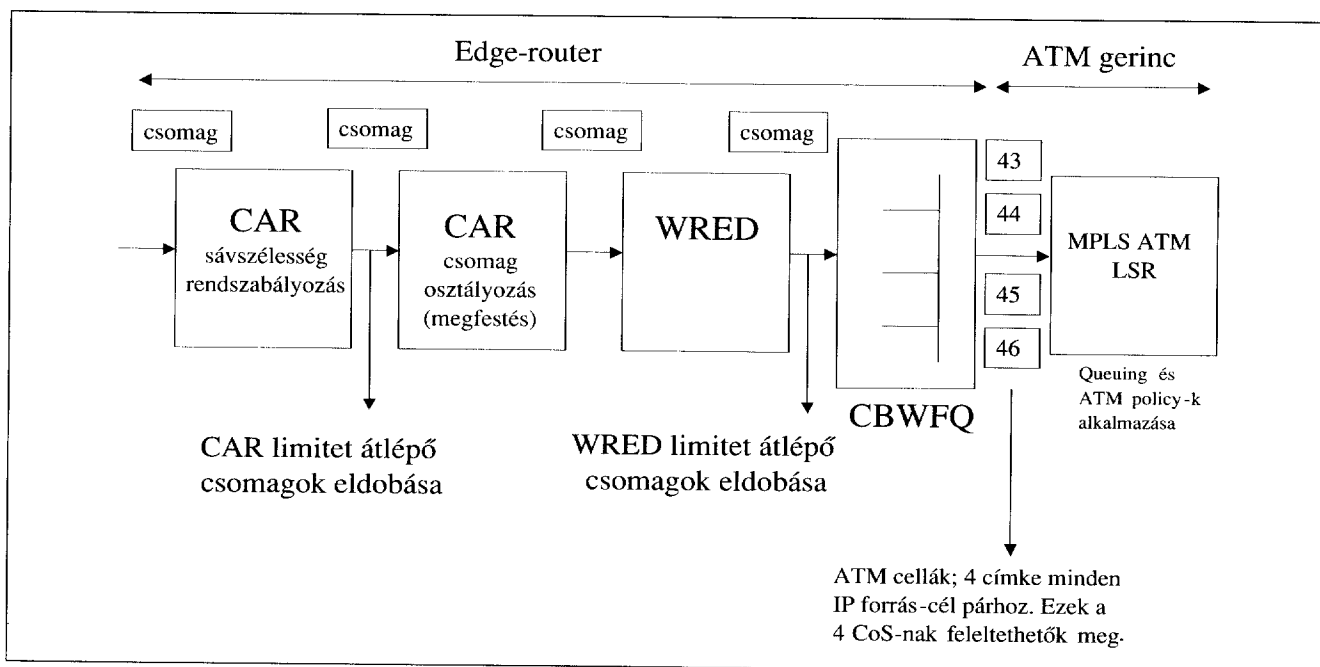 Edge-router
ATM gerinc
csomag
csomag
csomag
csomag
CAR
sávszélesség
rendszabályozás
CAR
csomag
osztályozás
(megfestés)
WRED
CBWFQ
43
44
45
46
MPLS ATM
LSR
Queuing és
ATM policy-k
alkalmazása
CAR limitet átlépő
csomagok eldobása
WRED limitet átlépő
csomagok eldobása
ATM cellák; 4 címke minden
IP forrás-cél párhoz. Ezek a
4 CoS-nak feleltethetők meg.